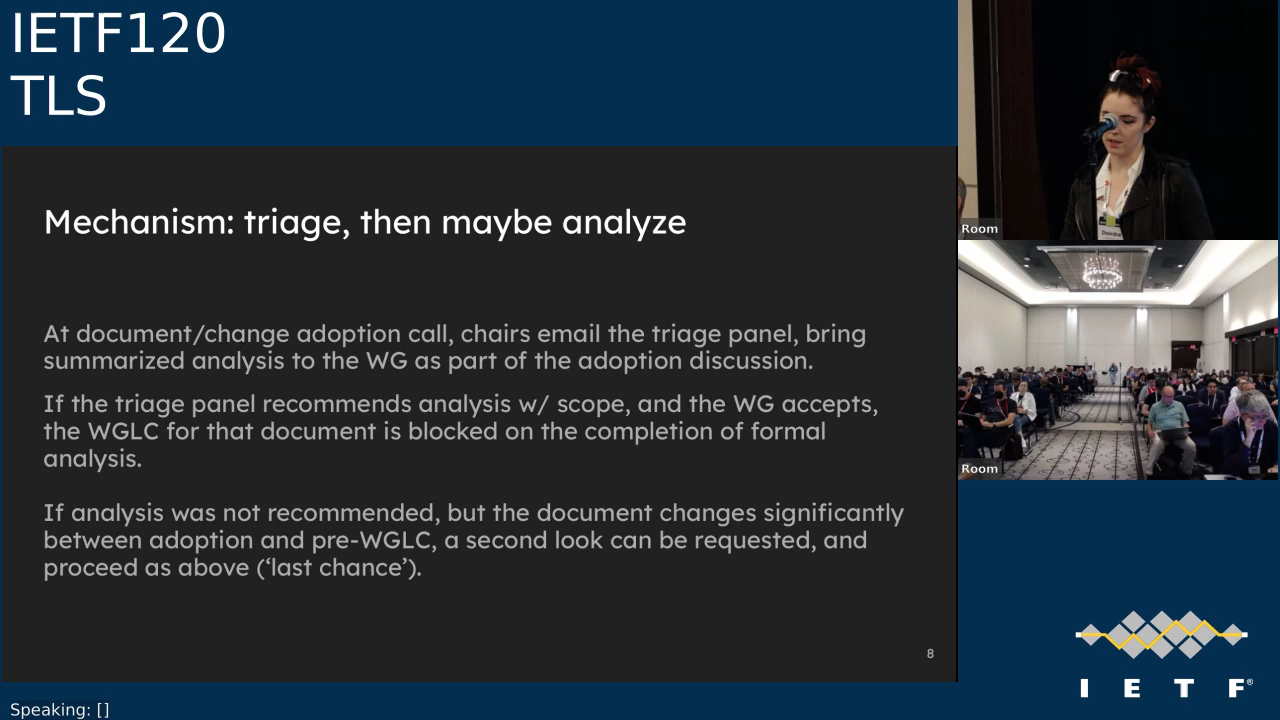 IETF120
TLS
Mechanism: triage, then maybe analyze
At document/change adoption call, chairs email the triage panel, bring
summarized analysis to the WG as part of the adoption discussion.
If the triage panel recommends analysis w/ scope, and the WG accepts,
the WGLC for that document is blocked on the completion of formal
analysis.
If analysis was not recommended, but the document changes significantly
between adoption and pre-WGLC, a second look can be requested, and
proceed as above (‘last chance’).
8
Room
Deirdre
Room
I E T F®
Speaking: []